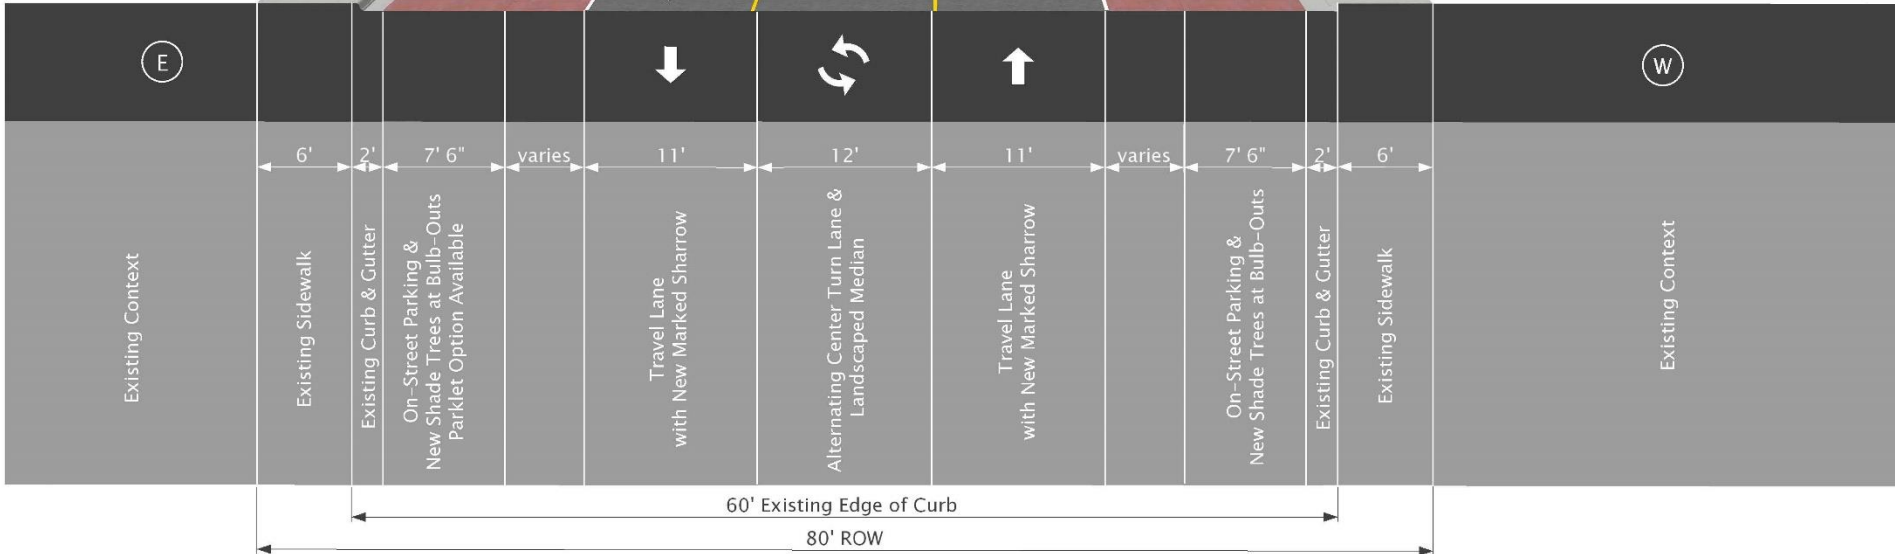 E
W
6'
2'
7' 6"
varies
11'
12'
11'
varies
7' 6"
2'
6'
Existing Context
Existing Sidewalk
Existing Curb & Gutter
On-Street Parking &
New Shade Trees at Bulb-Outs
Parklet Option Available
Travel Lane
with New Marked Sharrow
Alternating Center Turn Lane &
Landscaped Median
Travel Lane
with New Marked Sharrow
On-Street Parking &
New Shade Trees at Bulb-Outs
Existing Curb & Gutter
Existing Sidewalk
Existing Context
60' Existing Edge of Curb
80' ROW